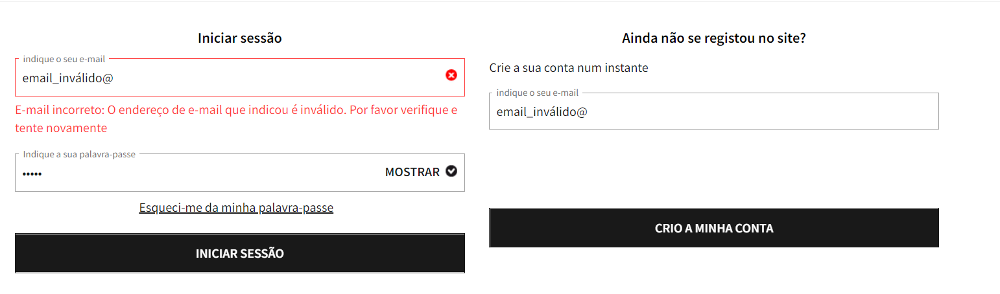 Iniciar sessão
indique o seu e-mail
email_inválido@
E-mail incorreto: O endereço de e-mail que indicou é inválido. Por favor verifique e
tente novamente
Indique a sua palavra-passe
•••••
MOSTRAR
Esqueci-me da minha palavra-passe
INICIAR SESSÃO
Ainda não se registou no site?
Crie a sua conta num instante
indique o seu e-mail
email_inválido@
CRIO A MINHA CONTA